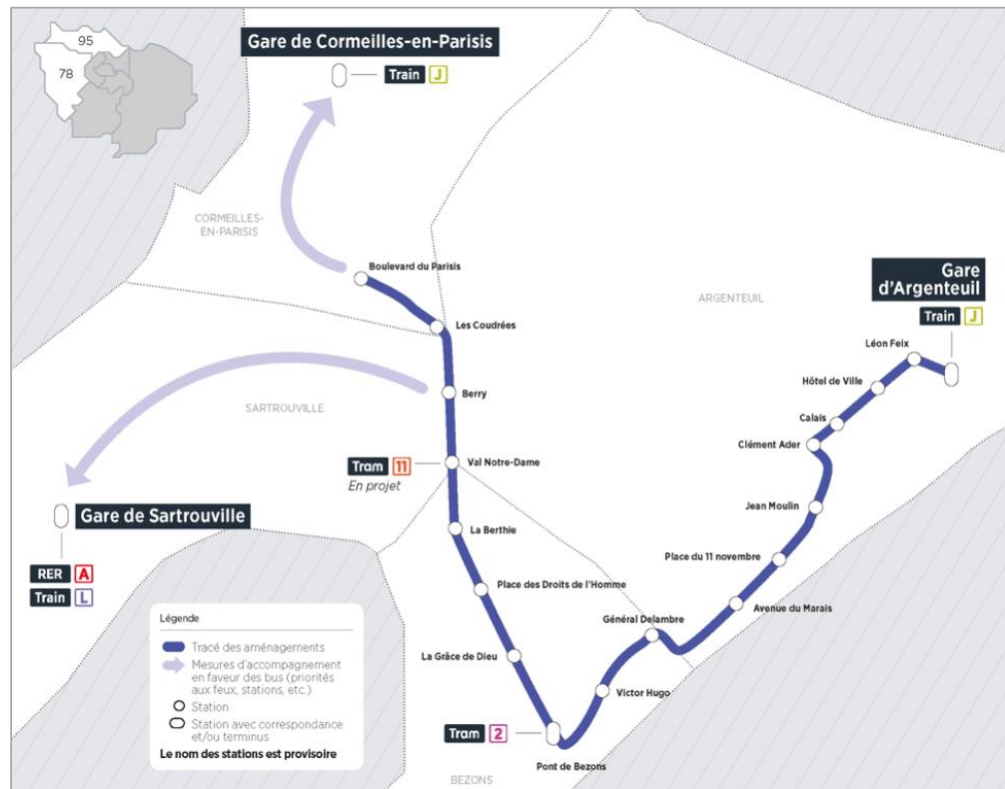 95
78
Gare de Cormeilles-en-Parisis
Train J
CORMEILLES-
EN-PARISIS
Boulevard du Parisis
Les Coudrées
ARGENTEUIL
Gare
d'Argenteuil
Train J
Léon Feix
Hôtel de Ville
Calais
Clément Ader
Berry
SARTROUVILLE
Tram 11
En projet
Val Notre-Dame
Gare de Sartrouville
RER A
Train L
La Berthie
Jean Moulin
Place du 11 novembre
Place des Droits de l'Homme
Avenue du Marais
Général Delambre
La Grâce de Dieu
Victor Hugo
Tram 2
Pont de Bezons
BEZONS
Légende
Tracé des aménagements
Mesures d'accompagnement
en faveur des bus (priorités
aux feux, stations, etc.)
Station
Station avec correspondance
et/ou terminus
Le nom des stations est provisoire